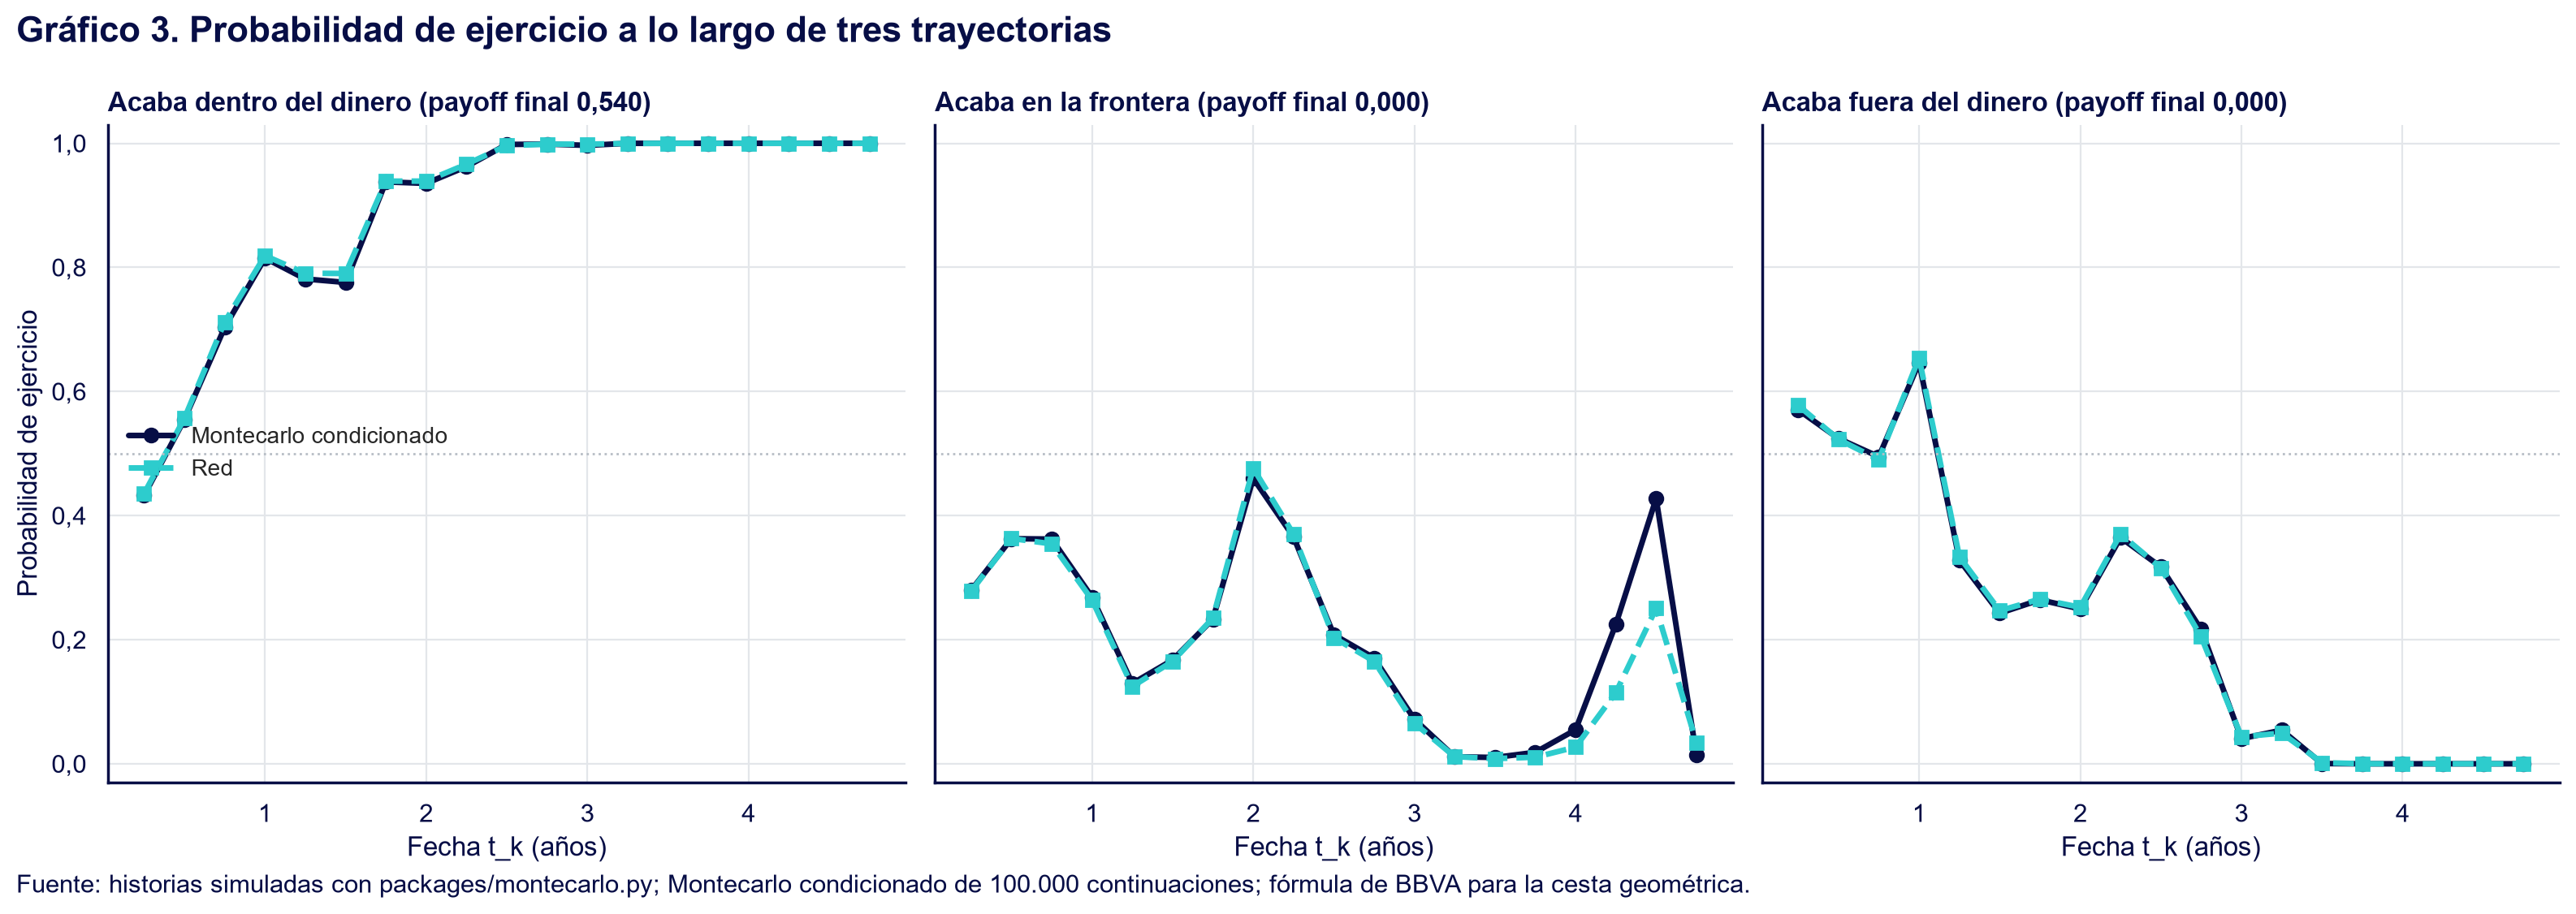 Gráfico 3. Probabilidad de ejercicio a lo largo de tres trayectorias
Acaba dentro del dinero (payoff final 0,540)
Acaba en la frontera (payoff final 0,000)
Acaba fuera del dinero (payoff final 0,000)
Probabilidad de ejercicio
1,0
0,8
0,6
0,4
0,2
0,0
Montecarlo condicionado
Red
1 2 3 4
1 2 3 4
1 2 3 4
Fecha t_k (años)
Fecha t_k (años)
Fecha t_k (años)
Fuente: historias simuladas con packages/montecarlo.py; Montecarlo condicionado de 100.000 continuaciones; fórmula de BBVA para la cesta geométrica.